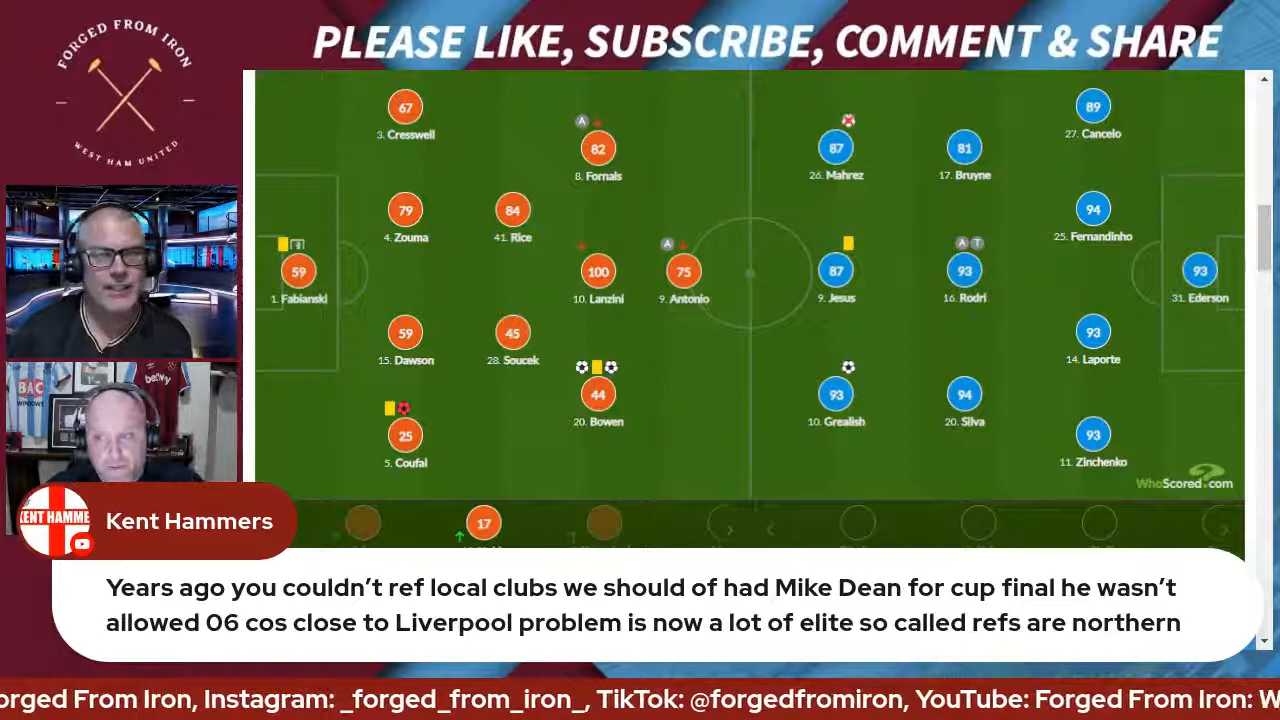 PLEASE LIKE, SUBSCRIBE, COMMENT & SHARE
FORGED FROM IRON
WEST HAM UNITED
67
3. Cresswell
A
82
8. Fornals
87
26. Mahrez
81
17. Bruyne
89
27. Cancelo
79
4. Zouma
84
41. Rice
94
25. Fernandinho
59
1. Fabianski
100
10. Lanzini
A
75
9. Antonio
87
9. Jesus
A T
93
16. Rodri
93
31. Ederson
59
15. Dawson
45
28. Soucek
93
14. Laporte
44
20. Bowen
93
10. Grealish
94
20. Silva
25
5. Coufal
93
11. Zinchenko
WhoScored.com
17
BAC
WINDOWS
betway
KENT HAMME
Kent Hammers
Years ago you couldn’t ref local clubs we should of had Mike Dean for cup final he wasn’t
allowed 06 cos close to Liverpool problem is now a lot of elite so called refs are northern
orged From Iron, Instagram: _forged_from_iron_, TikTok: @forgedfromiron, YouTube: Forged From Iron: W